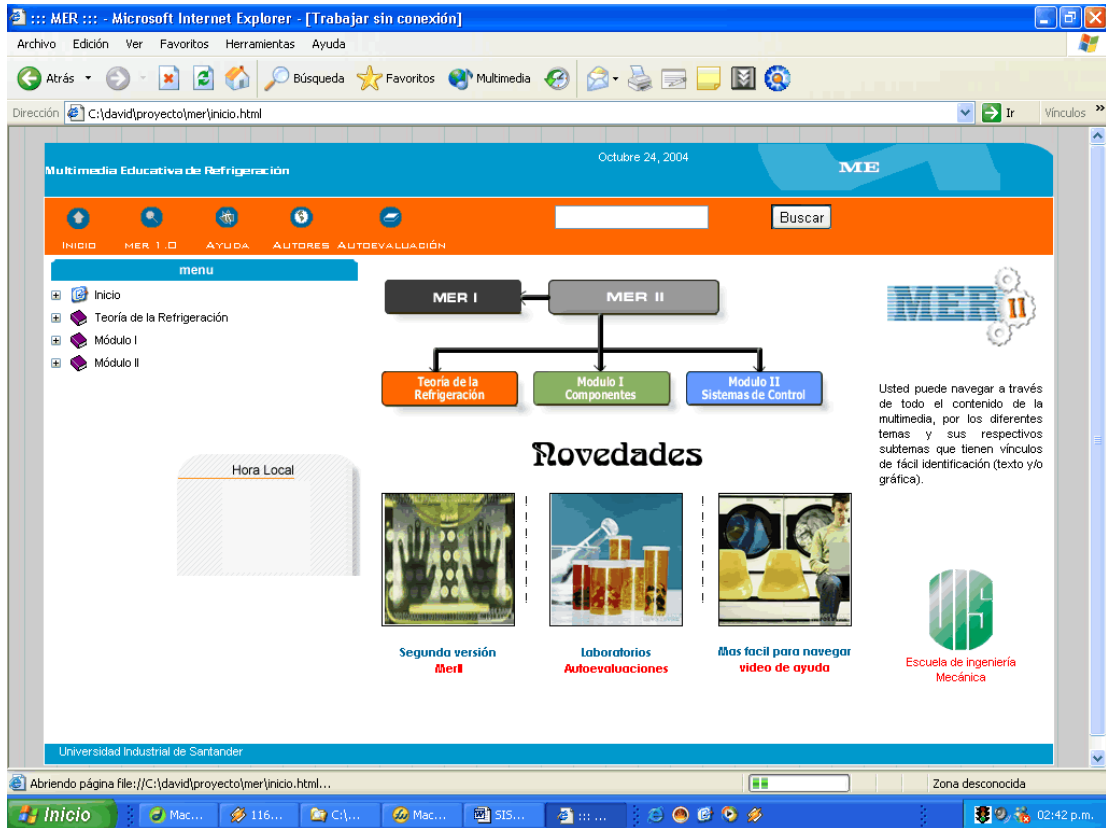 ::: MER ::: - Microsoft Internet Explorer - [Trabajar sin conexión]
Archivo Edición Ver Favoritos Herramientas Ayuda
Atrás Búsqueda Favoritos Multimedia
Dirección C:\david\proyecto\mer\inicio.html Ir Vínculos »
Octubre 24, 2004
Multimedia Educativa de Refrigeración ME
Buscar
Inicio mer 1.0 Ayuda Autores Autoevaluación
menu
Inicio
Teoría de la Refrigeración
Módulo I
Módulo II
Hora Local
MER I MER II
Teoría de la
Refrigeración
Modulo I
Componentes
Modulo II
Sistemas de Control
Novedades
Segunda versión
MerII
Laboratorios
Autoevaluaciones
Mas facil para navegar
video de ayuda
MER II
Usted puede navegar a través
de todo el contenido de la
multimedia, por los diferentes
temas y sus respectivos
subtemas que tienen vínculos
de fácil identificación (texto y/o
gráfica).
Escuela de ingeniería
Mecánica
Universidad Industrial de Santander
Abriendo página file://C:\david\proyecto\mer\inicio.html... Zona desconocida
Inicio Mac... 116... C:\... Mac... SIS... ::: ... 02:42 p.m.